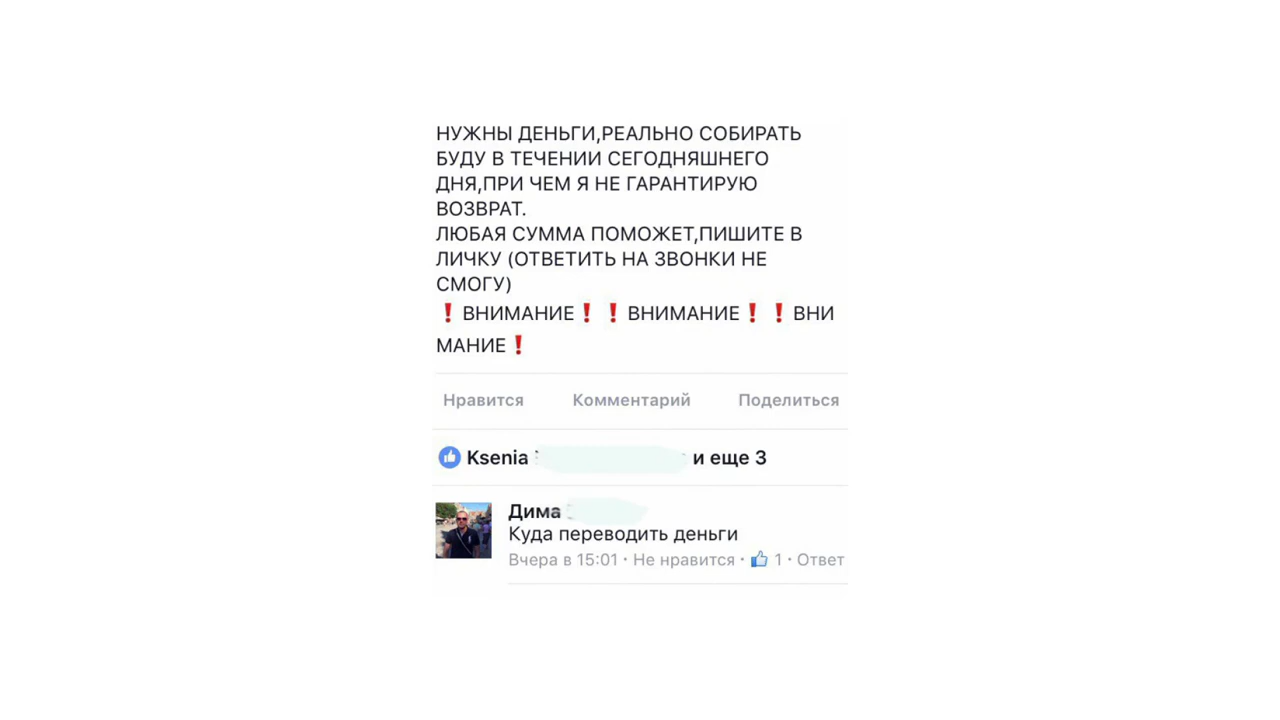 НУЖНЫ ДЕНЬГИ,РЕАЛЬНО СОБИРАТЬ
БУДУ В ТЕЧЕНИИ СЕГОДНЯШНЕГО
ДНЯ,ПРИ ЧЕМ Я НЕ ГАРАНТИРУЮ
ВОЗВРАТ.
ЛЮБАЯ СУММА ПОМОЖЕТ,ПИШИТЕ В
ЛИЧКУ (ОТВЕТИТЬ НА ЗВОНКИ НЕ
СМОГУ)
❗ВНИМАНИЕ❗❗ВНИМАНИЕ❗❗ВНИ
МАНИЕ❗
Нравится Комментарий Поделиться
Ksenia и еще 3
Дима
Куда переводить деньги
Вчера в 15:01 · Не нравится · 1 · Ответ